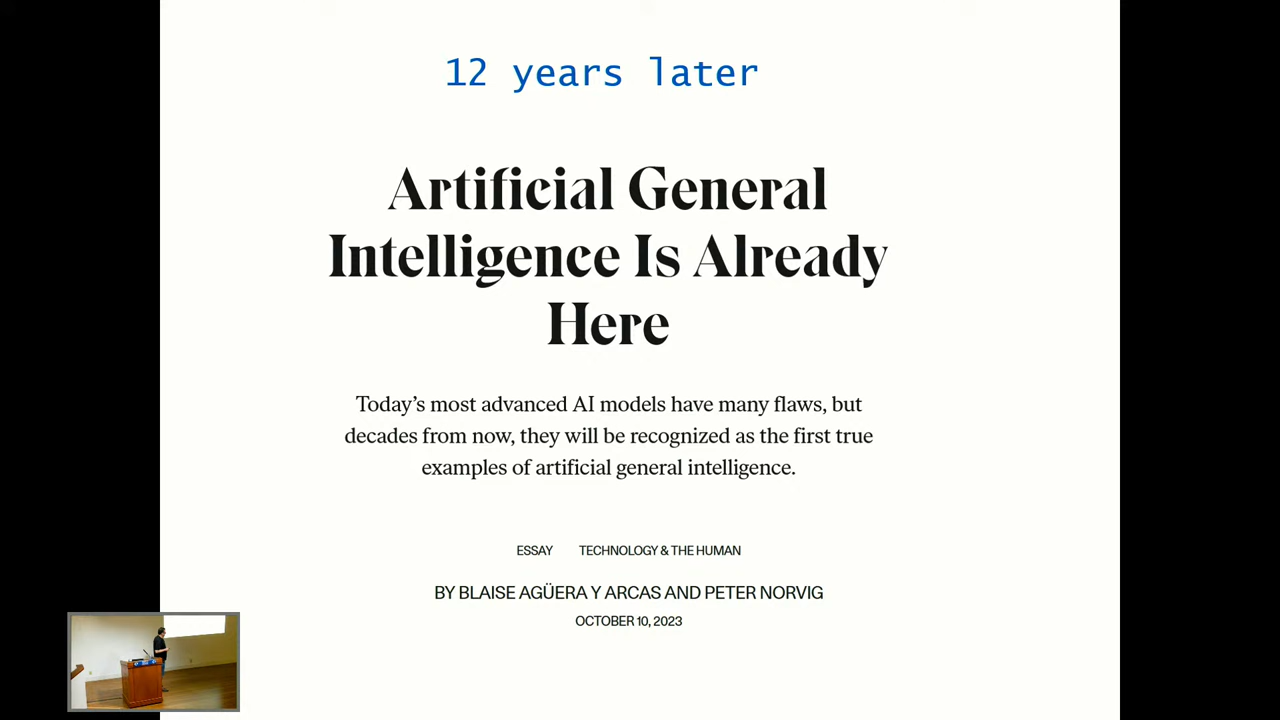 12 years later
Artificial General
Intelligence Is Already
Here
Today’s most advanced AI models have many flaws, but
decades from now, they will be recognized as the first true
examples of artificial general intelligence.
ESSAY TECHNOLOGY & THE HUMAN
BY BLAISE AGÜERA Y ARCAS AND PETER NORVIG
OCTOBER 10, 2023